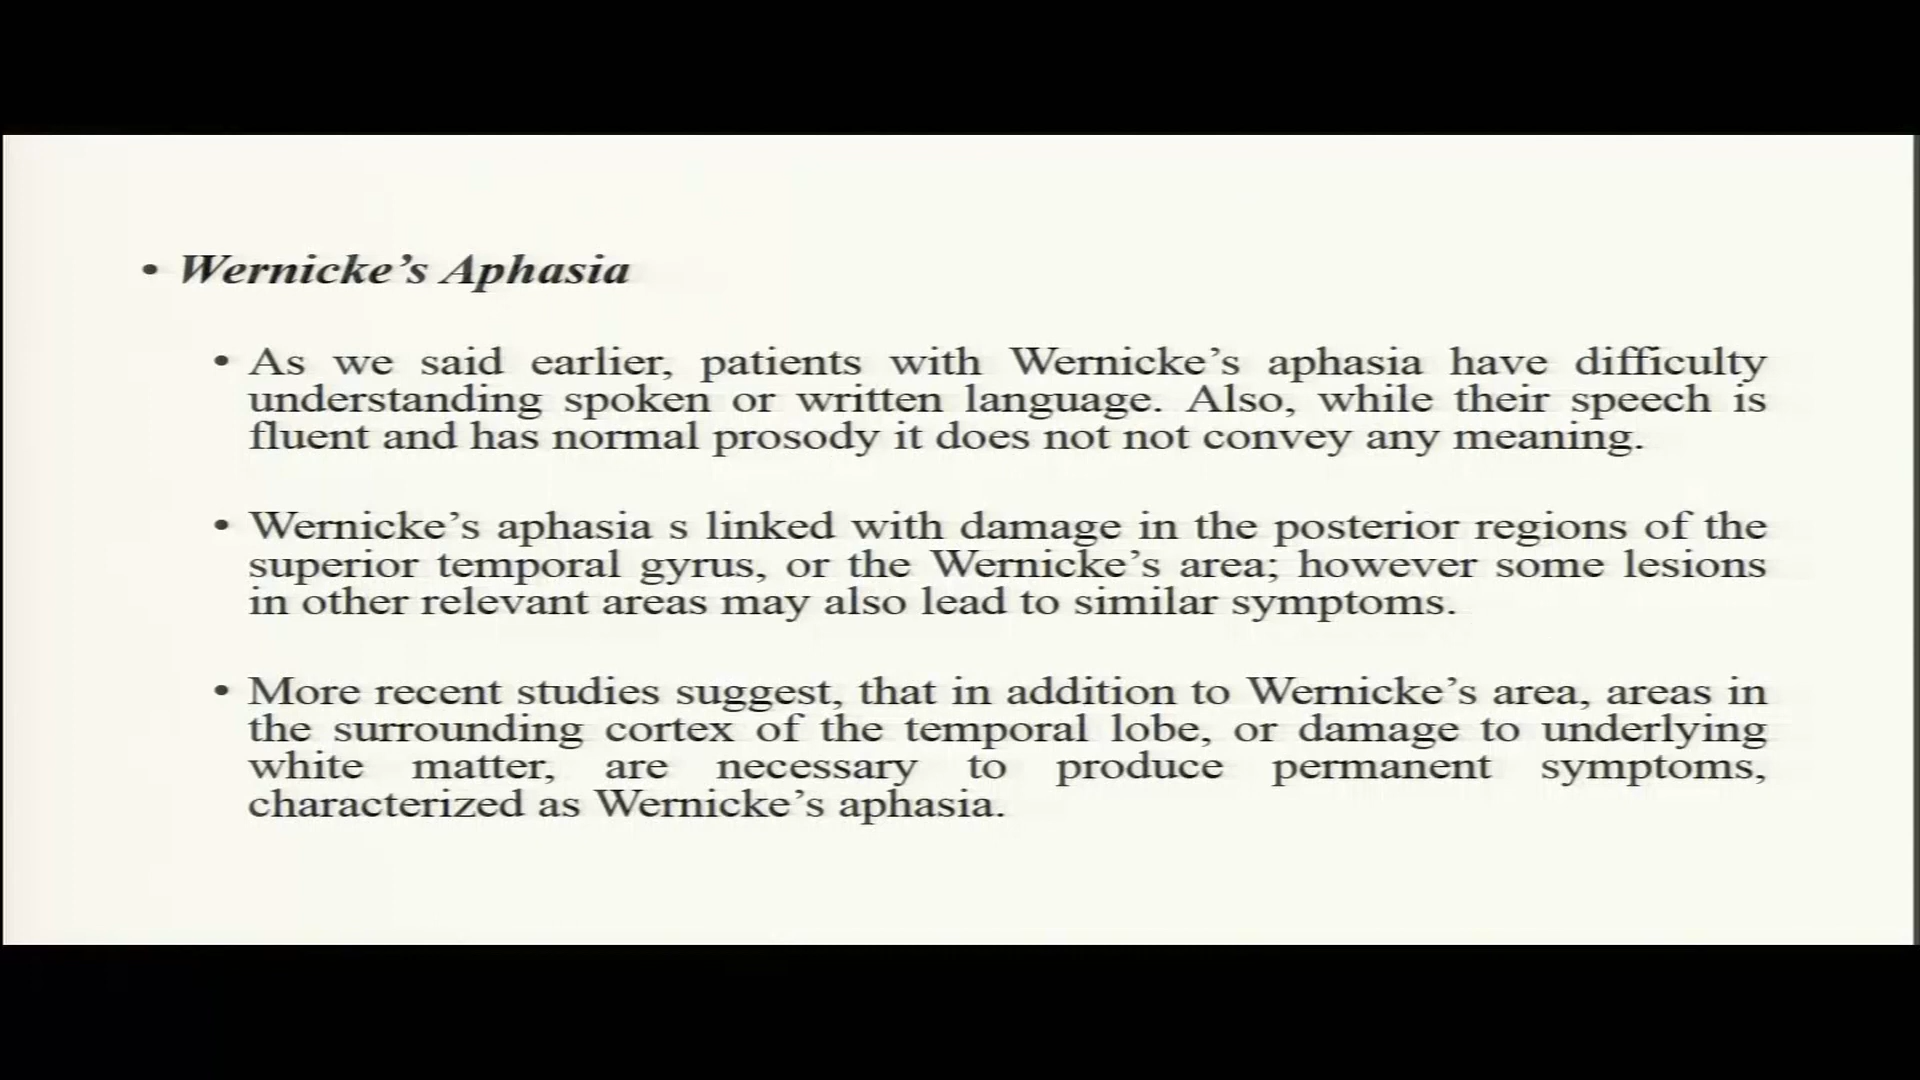 • Wernicke’s Aphasia
• As we said earlier, patients with Wernicke’s aphasia have difficulty
understanding spoken or written language. Also, while their speech is
fluent and has normal prosody it does not not convey any meaning.
• Wernicke’s aphasia s linked with damage in the posterior regions of the
superior temporal gyrus, or the Wernicke’s area; however some lesions
in other relevant areas may also lead to similar symptoms.
• More recent studies suggest, that in addition to Wernicke’s area, areas in
the surrounding cortex of the temporal lobe, or damage to underlying
white matter, are necessary to produce permanent symptoms,
characterized as Wernicke’s aphasia.